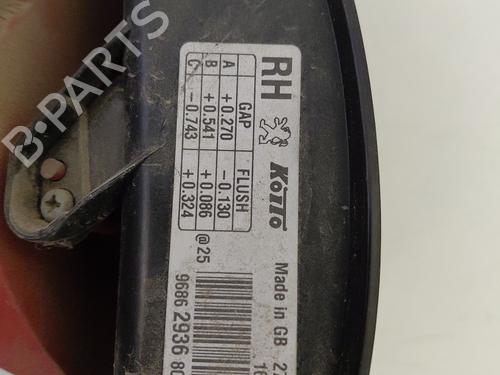 B-PARTS
RH
Köttö
Made in GB
GAP FLUSH
A +0.270 -0.130
B +0.541 +0.086
C -0.743 +0.324
@25
9686 2936 80